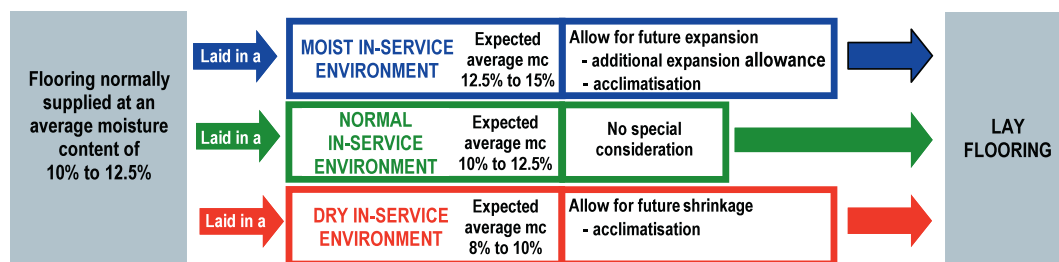 Flooring normally
supplied at an
average moisture
content of
10% to 12.5%
Laid in a
MOIST IN-SERVICE
ENVIRONMENT
Expected
average mc
12.5% to 15%
Allow for future expansion
- additional expansion allowance
- acclimatisation
Laid in a
NORMAL
IN-SERVICE
ENVIRONMENT
Expected
average mc
10% to 12.5%
No special
consideration
Laid in a
DRY IN-SERVICE
ENVIRONMENT
Expected
average mc
8% to 10%
Allow for future shrinkage
- acclimatisation
LAY
FLOORING